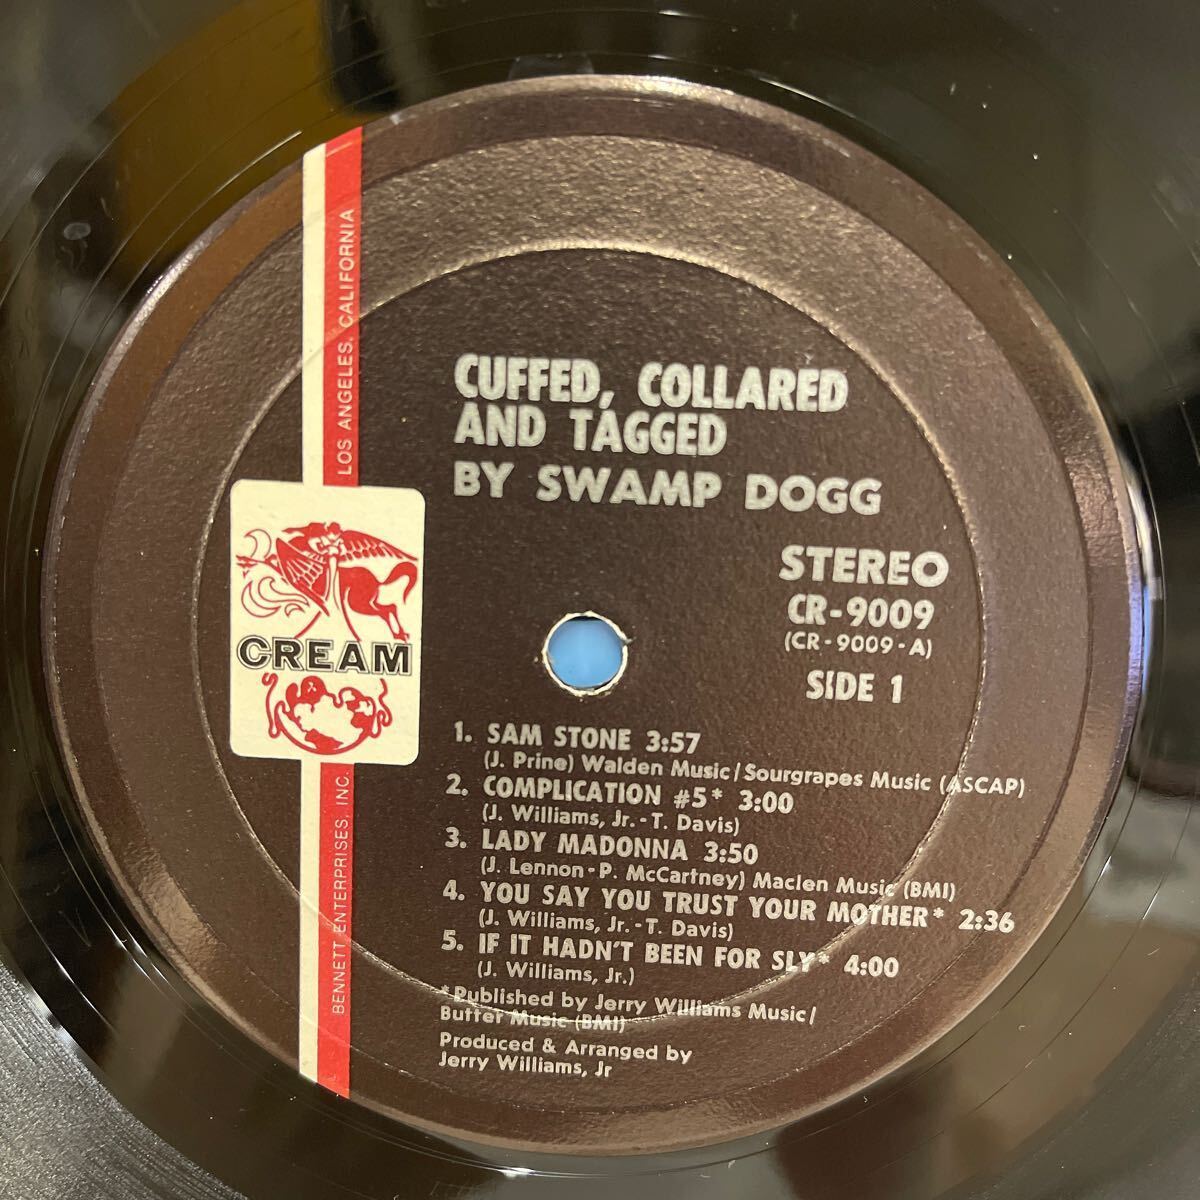 CUFFED, COLLARED
AND TAGGED
BY SWAMP DOGG
STEREO
CR-9009
(CR-9009-A)
SIDE 1
LOS ANGELES, CALIFORNIA
CREAM
BENNETT ENTERPRISES, INC.
1. SAM STONE 3:57
(J. Prine) Walden Music/Sourgrapes Music (ASCAP)
2. COMPLICATION #5* 3:00
(J. Williams, Jr.-T. Davis)
3. LADY MADONNA 3:50
(J. Lennon-P. McCartney) Maclen Music (BMI)
4. YOU SAY YOU TRUST YOUR MOTHER* 2:36
(J. Williams, Jr.-T. Davis)
5. IF IT HADN'T BEEN FOR SLY* 4:00
(J. Williams, Jr.)
*Published by Jerry Williams Music/
Buffer Music (BMI)
Produced & Arranged by
Jerry Williams, Jr